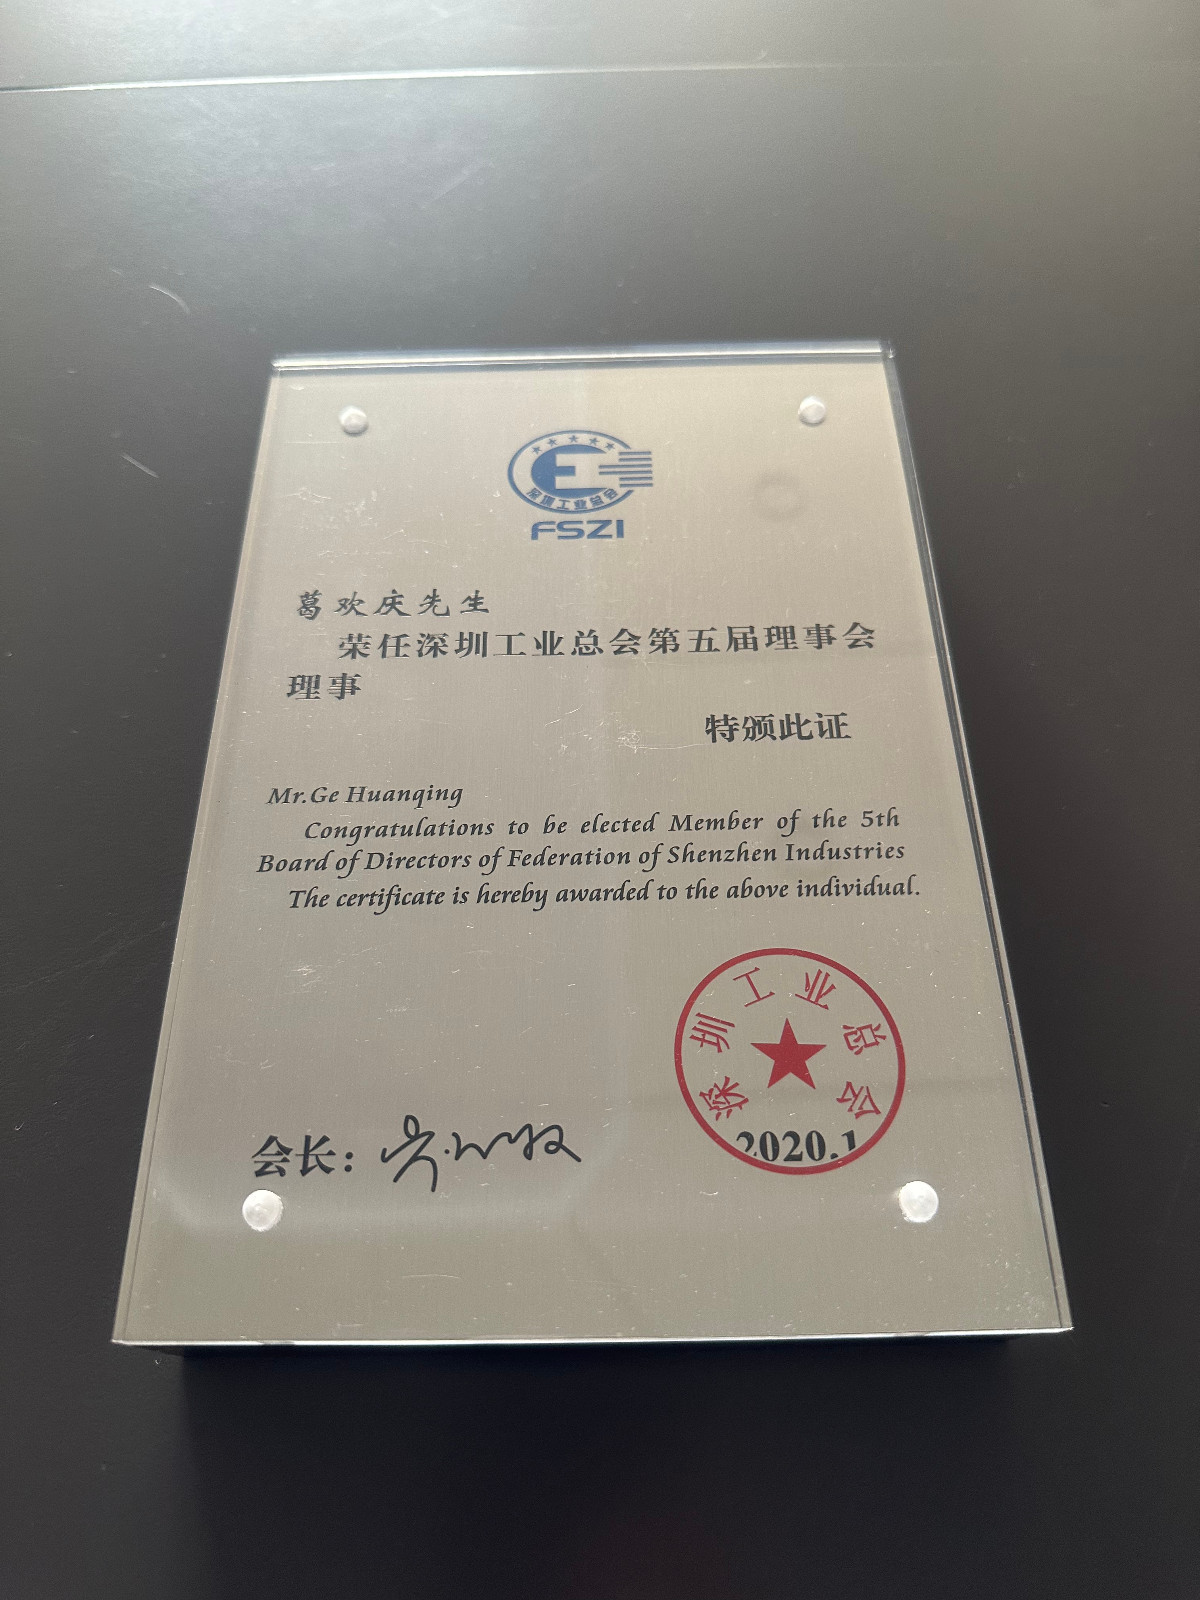 深圳工业总会
FSZI
葛欢庆先生
荣任深圳工业总会第五届理事会
理事
特颁此证
Mr.Ge Huanqing
Congratulations to be elected Member of the 5th
Board of Directors of Federation of Shenzhen Industries
The certificate is hereby awarded to the above individual.
深圳工业总会
2020.1
会长: